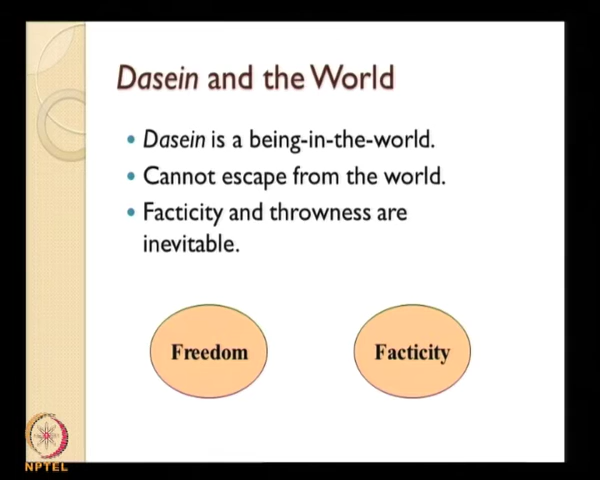 Dasein and the World
• Dasein is a being-in-the-world.
• Cannot escape from the world.
• Facticity and throwness are
inevitable.
Freedom
Facticity
NPTEL